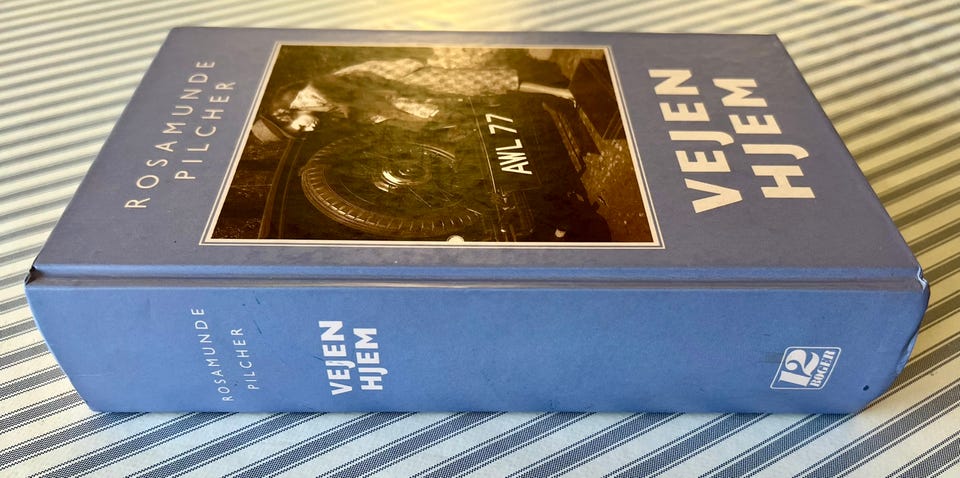 ROSAMUNDE
PILCHER
AWL 77
VEJEN
HJEM
ROSAMUNDE
PILCHER
VEJEN
HJEM
12
BØGER